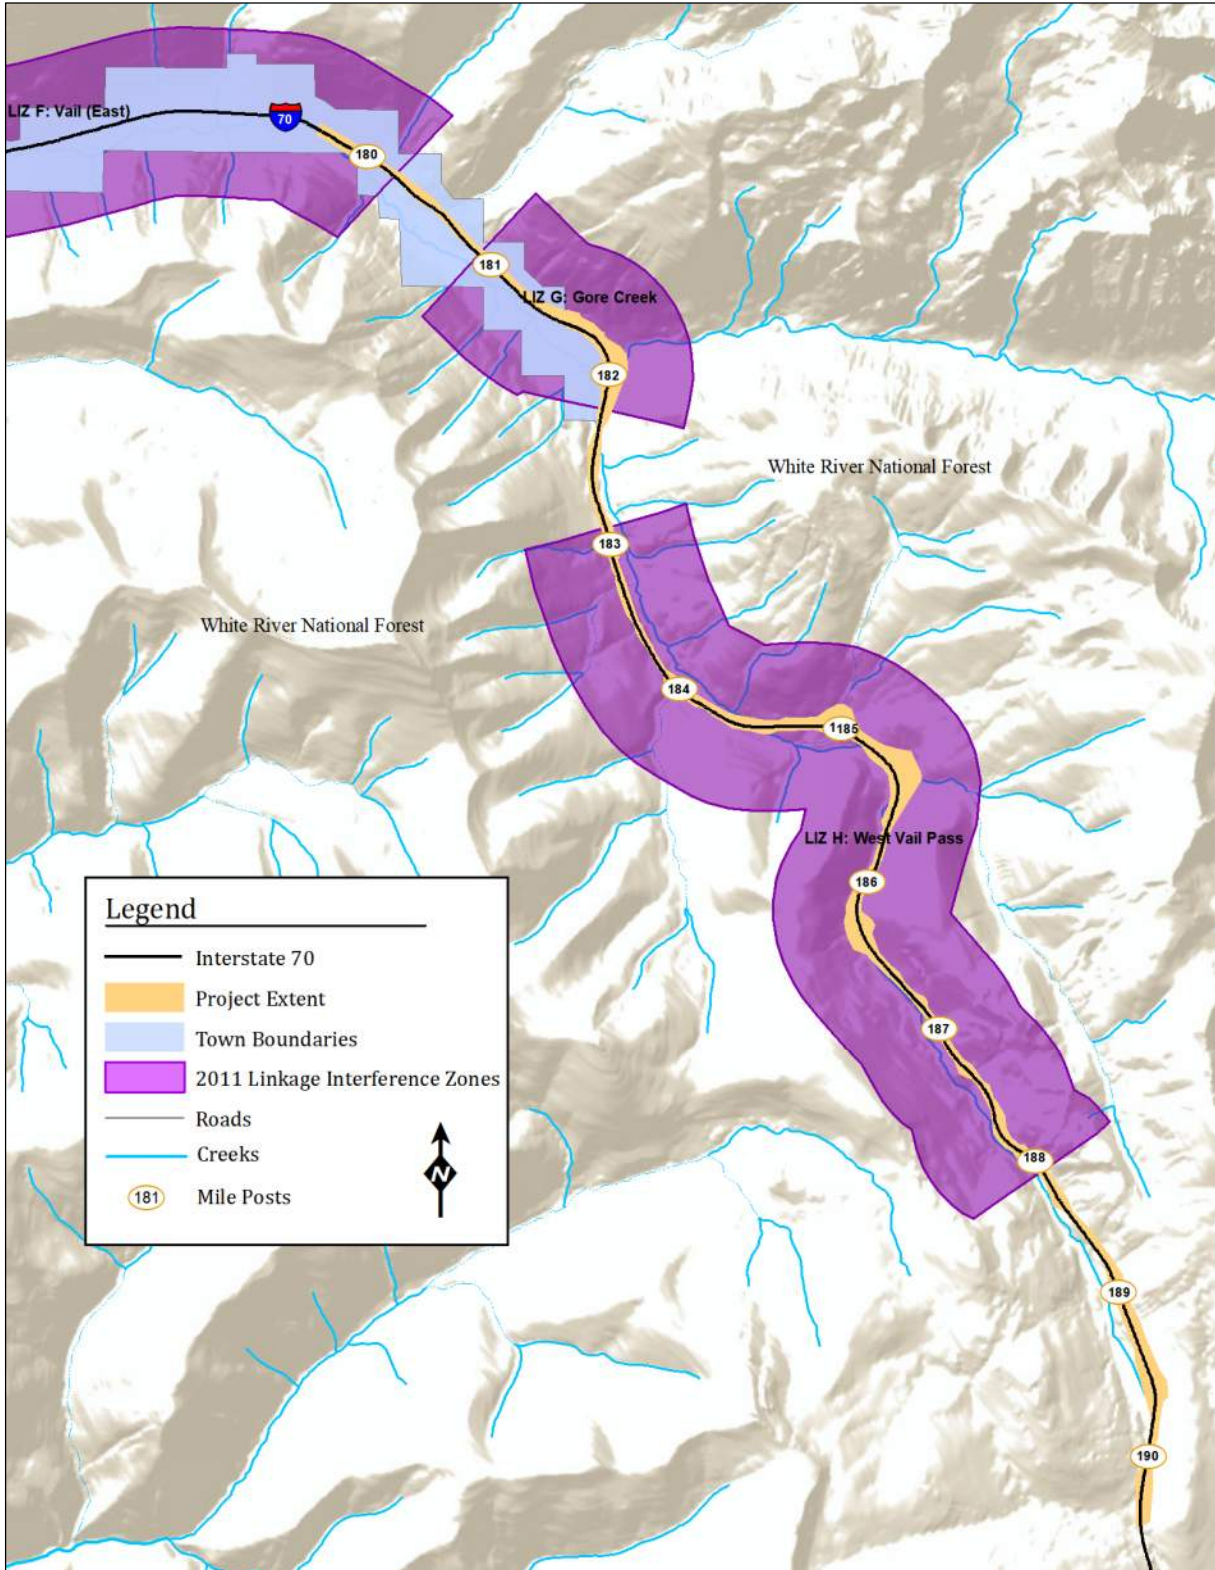 LIZ F: Vail (East)
70
180
181
LIZ G: Gore Creek
182
White River National Forest
183
White River National Forest
184
1185
LIZ H: West Vail Pass
186
Legend
Interstate 70
Project Extent
Town Boundaries
2011 Linkage Interference Zones
Roads
Creeks
181 Mile Posts
N
187
188
189
190